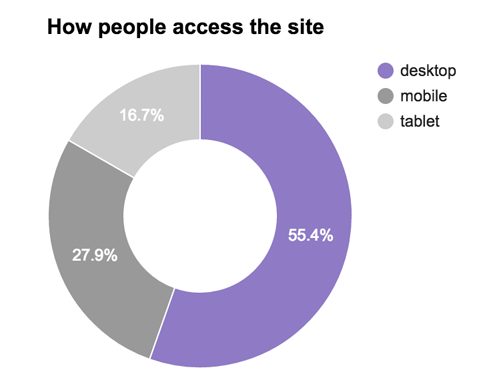 How people access the site
desktop
mobile
tablet
16.7%
55.4%
27.9%